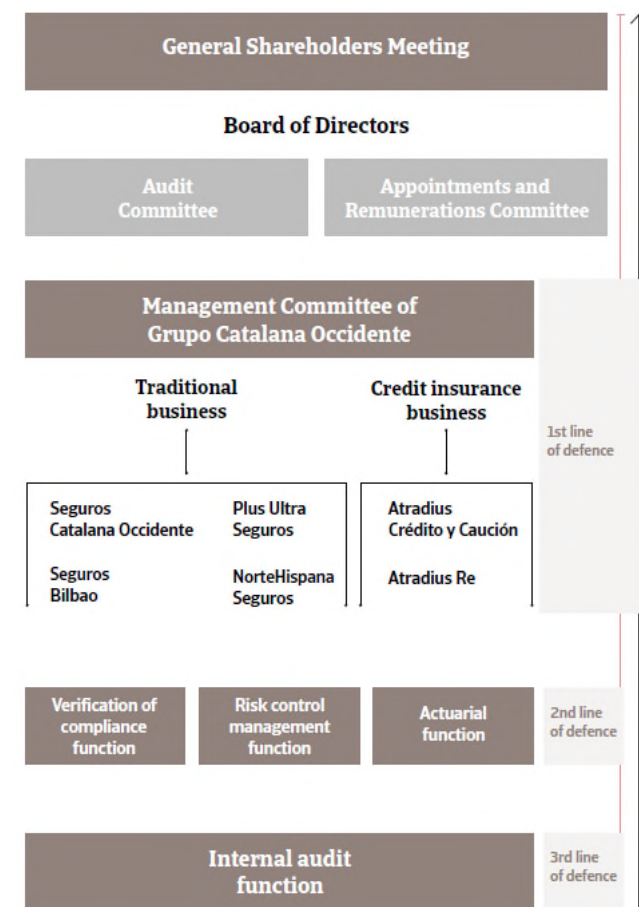 General Shareholders Meeting
Board of Directors
Audit
Committee
Appointments and
Remunerations Committee
Management Committee of
Grupo Catalana Occidente
Traditional
business
Credit insurance
business
1st line
of defence
Seguros
Catalana Occidente
Plus Ultra
Seguros
Atradius
Crédito y Caución
Seguros
Bilbao
NorteHispana
Seguros
Atradius Re
Verification of
compliance
function
Risk control
management
function
Actuarial
function
2nd line
of defence
Internal audit
function
3rd line
of defence